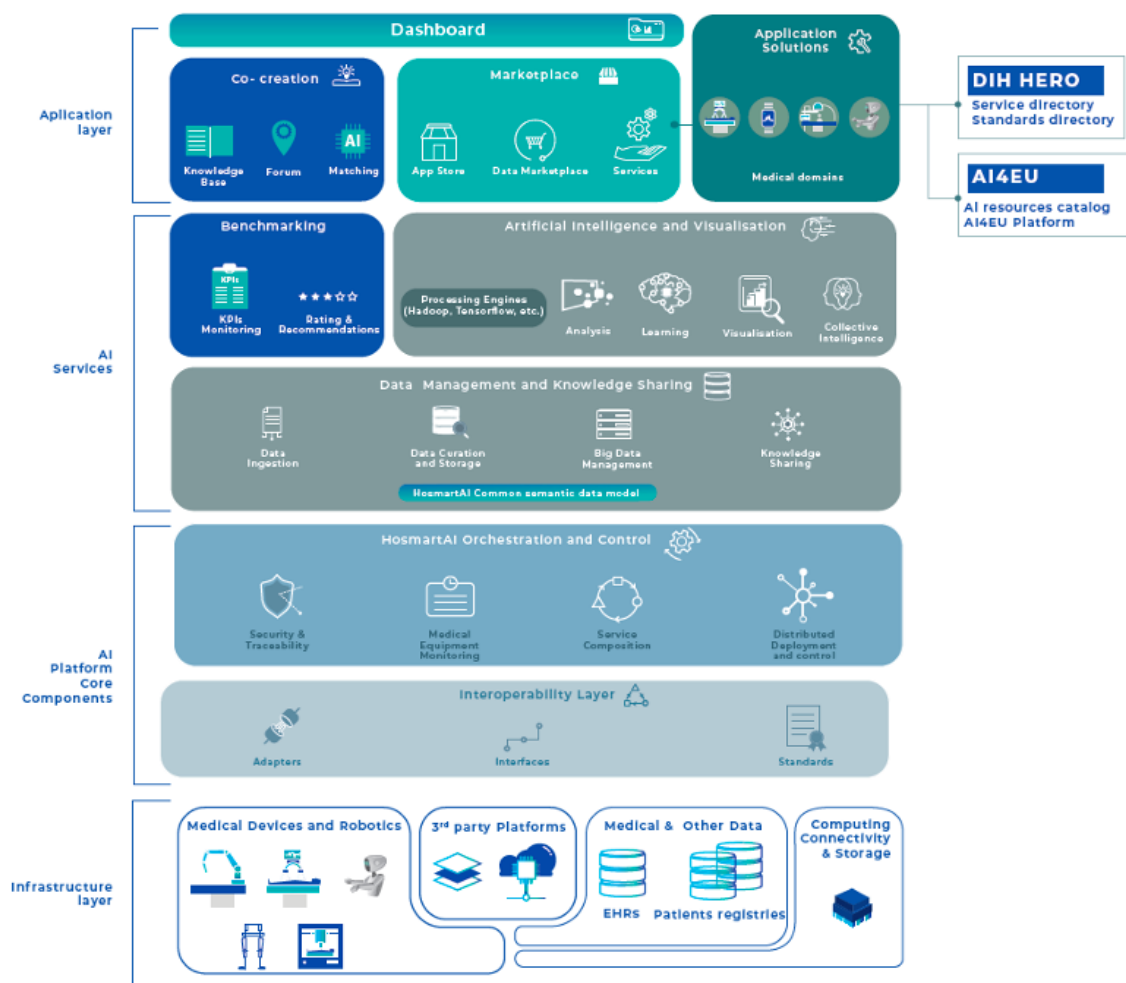 Dashboard
Application
Solutions
Medical domains
DIH HERO
Service directory
Standards directory
AI4EU
AI resources catalog
AI4EU Platform
Aplication
layer
Co- creation
Knowledge
Base
Forum
AI
Matching
Marketplace
App Store
Data Marketplace
Services
AI
Services
Benchmarking
KPIs
KPIs
Monitoring
Rating &
Recommendations
Artificial Intelligence and Visualisation
Processing Engines
(Hadoop, Tensorflow, etc.)
Analysis
Learning
Visualisation
Collective
Intelligence
Data Management and Knowledge Sharing
Data
Ingestion
Data Curation
and Storage
Big Data
Management
Knowledge
Sharing
HosmartAI Common semantic data model
AI
Platform
Core
Components
HosmartAI Orchestration and Control
Security &
Traceability
Medical
Equipment
Monitoring
Service
Composition
Distributed
Deployment
and control
Interoperability Layer
Adapters
Interfaces
Standards
Infrastructure
layer
Medical Devices and Robotics
3rd party Platforms
Medical & Other Data
EHRs
Patients registries
Computing
Connectivity
& Storage